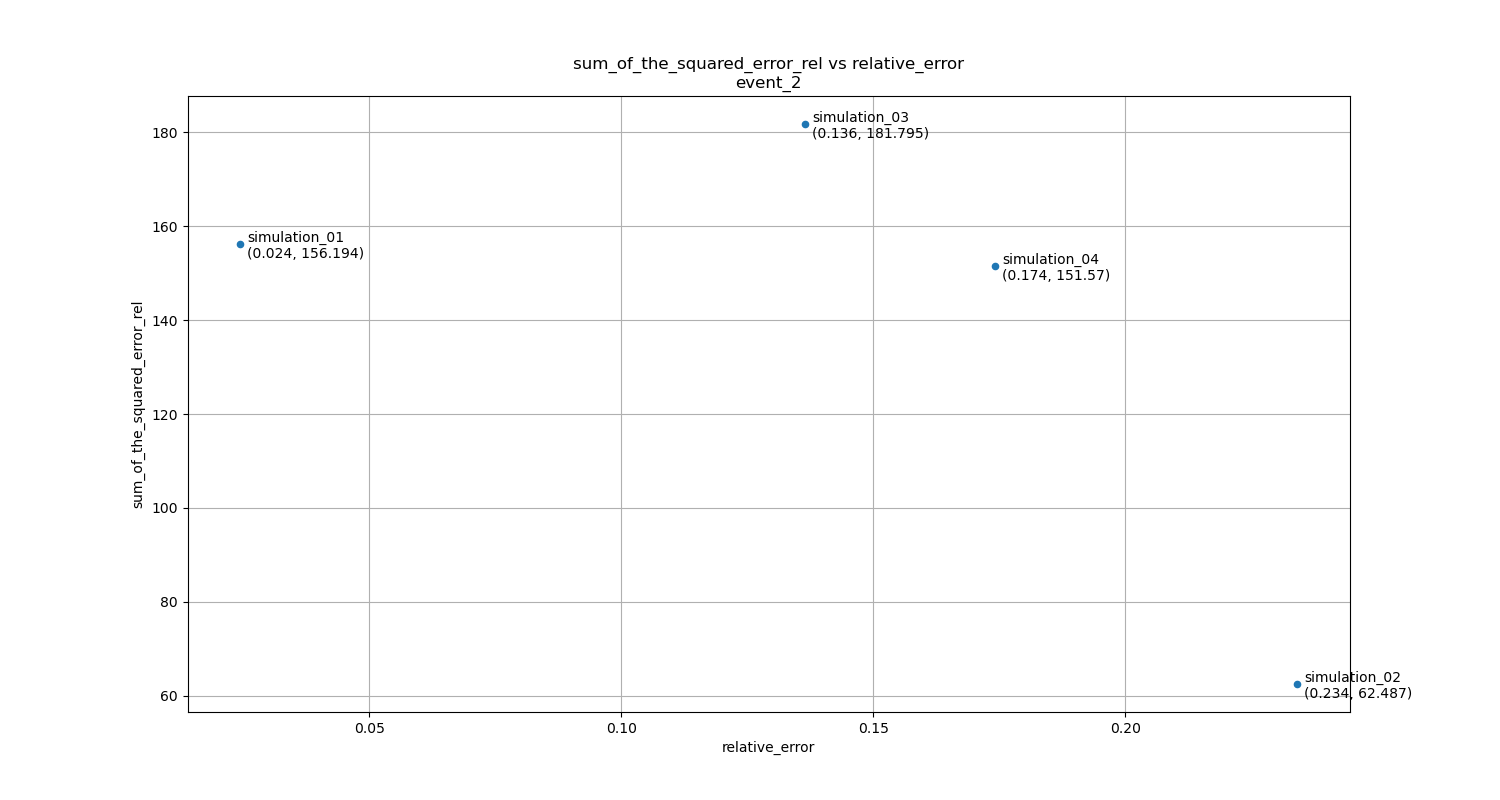 sum_of_the_squared_error_rel vs relative_error
event_2
sum_of_the_squared_error_rel
180
160
140
120
100
80
60
simulation_03
(0.136, 181.795)
simulation_01
(0.024, 156.194)
simulation_04
(0.174, 151.57)
simulation_02
(0.234, 62.487)
0.05
0.10
0.15
0.20
relative_error